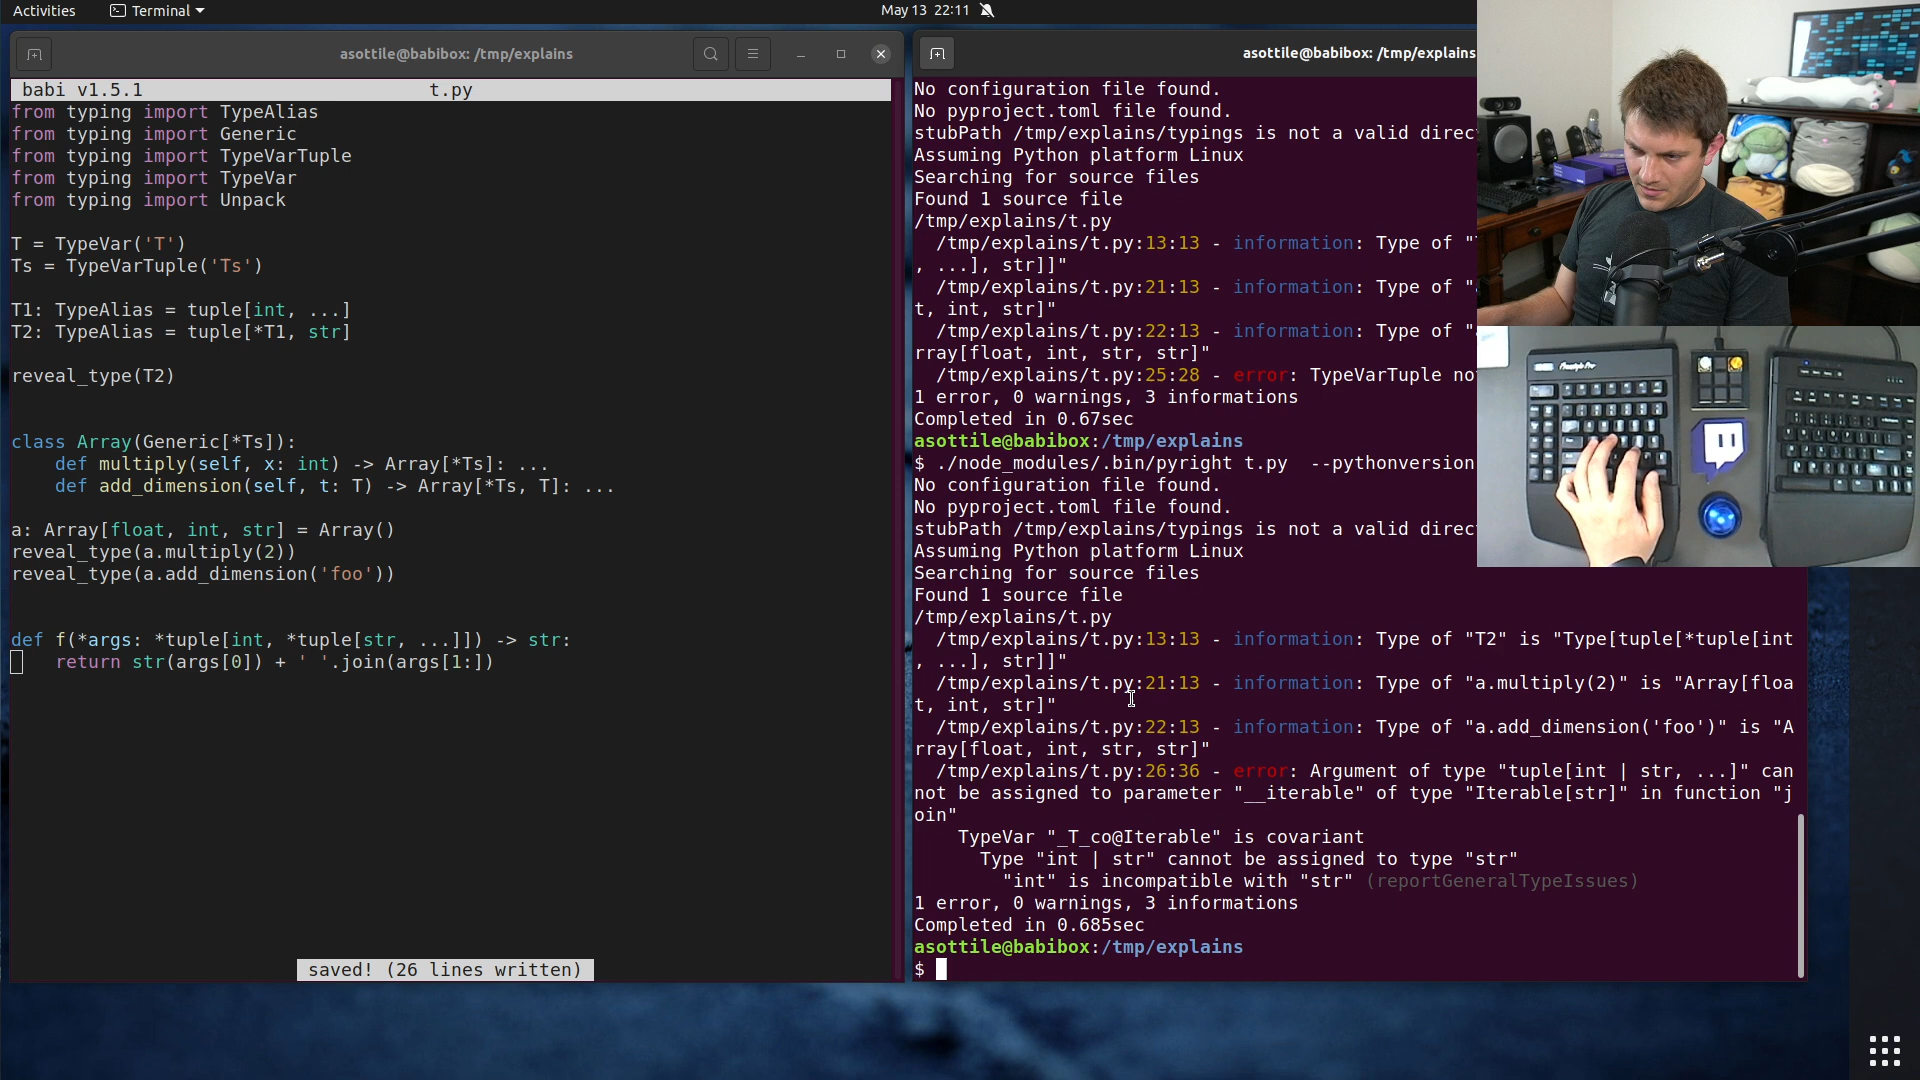 Activities
Terminal
May 13 22:11
asottile@babibox: /tmp/explains
babi v1.5.1 t.py
from typing import TypeAlias
from typing import Generic
from typing import TypeVarTuple
from typing import TypeVar
from typing import Unpack
T = TypeVar('T')
Ts = TypeVarTuple('Ts')
T1: TypeAlias = tuple[int, ...]
T2: TypeAlias = tuple[*T1, str]
reveal_type(T2)
class Array(Generic[*Ts]):
    def multiply(self, x: int) -> Array[*Ts]: ...
    def add_dimension(self, t: T) -> Array[*Ts, T]: ...
a: Array[float, int, str] = Array()
reveal_type(a.multiply(2))
reveal_type(a.add_dimension('foo'))
def f(*args: *tuple[int, *tuple[str, ...]]) -> str:
    return str(args[0]) + ' '.join(args[1:])
saved! (26 lines written)
asottile@babibox: /tmp/explains
No configuration file found.
No pyproject.toml file found.
stubPath /tmp/explains/typings is not a valid direc
Assuming Python platform Linux
Searching for source files
Found 1 source file
/tmp/explains/t.py
  /tmp/explains/t.py:13:13 - information: Type of "
, ...], str]]"
  /tmp/explains/t.py:21:13 - information: Type of "
t, int, str]"
  /tmp/explains/t.py:22:13 - information: Type of "
rray[float, int, str, str]"
  /tmp/explains/t.py:25:28 - error: TypeVarTuple no
1 error, 0 warnings, 3 informations
Completed in 0.67sec
asottile@babibox:/tmp/explains
$ ./node_modules/.bin/pyright t.py  --pythonversion
No configuration file found.
No pyproject.toml file found.
stubPath /tmp/explains/typings is not a valid direc
Assuming Python platform Linux
Searching for source files
Found 1 source file
/tmp/explains/t.py
  /tmp/explains/t.py:13:13 - information: Type of "T2" is "Type[tuple[*tuple[int
, ...], str]]"
  /tmp/explains/t.py:21:13 - information: Type of "a.multiply(2)" is "Array[floa
t, int, str]"
  /tmp/explains/t.py:22:13 - information: Type of "a.add_dimension('foo')" is "A
rray[float, int, str, str]"
  /tmp/explains/t.py:26:36 - error: Argument of type "tuple[int | str, ...]" can
not be assigned to parameter "__iterable" of type "Iterable[str]" in function "j
oin"
    TypeVar "_T_co@Iterable" is covariant
      Type "int | str" cannot be assigned to type "str"
        "int" is incompatible with "str" (reportGeneralTypeIssues)
1 error, 0 warnings, 3 informations
Completed in 0.685sec
asottile@babibox:/tmp/explains
$